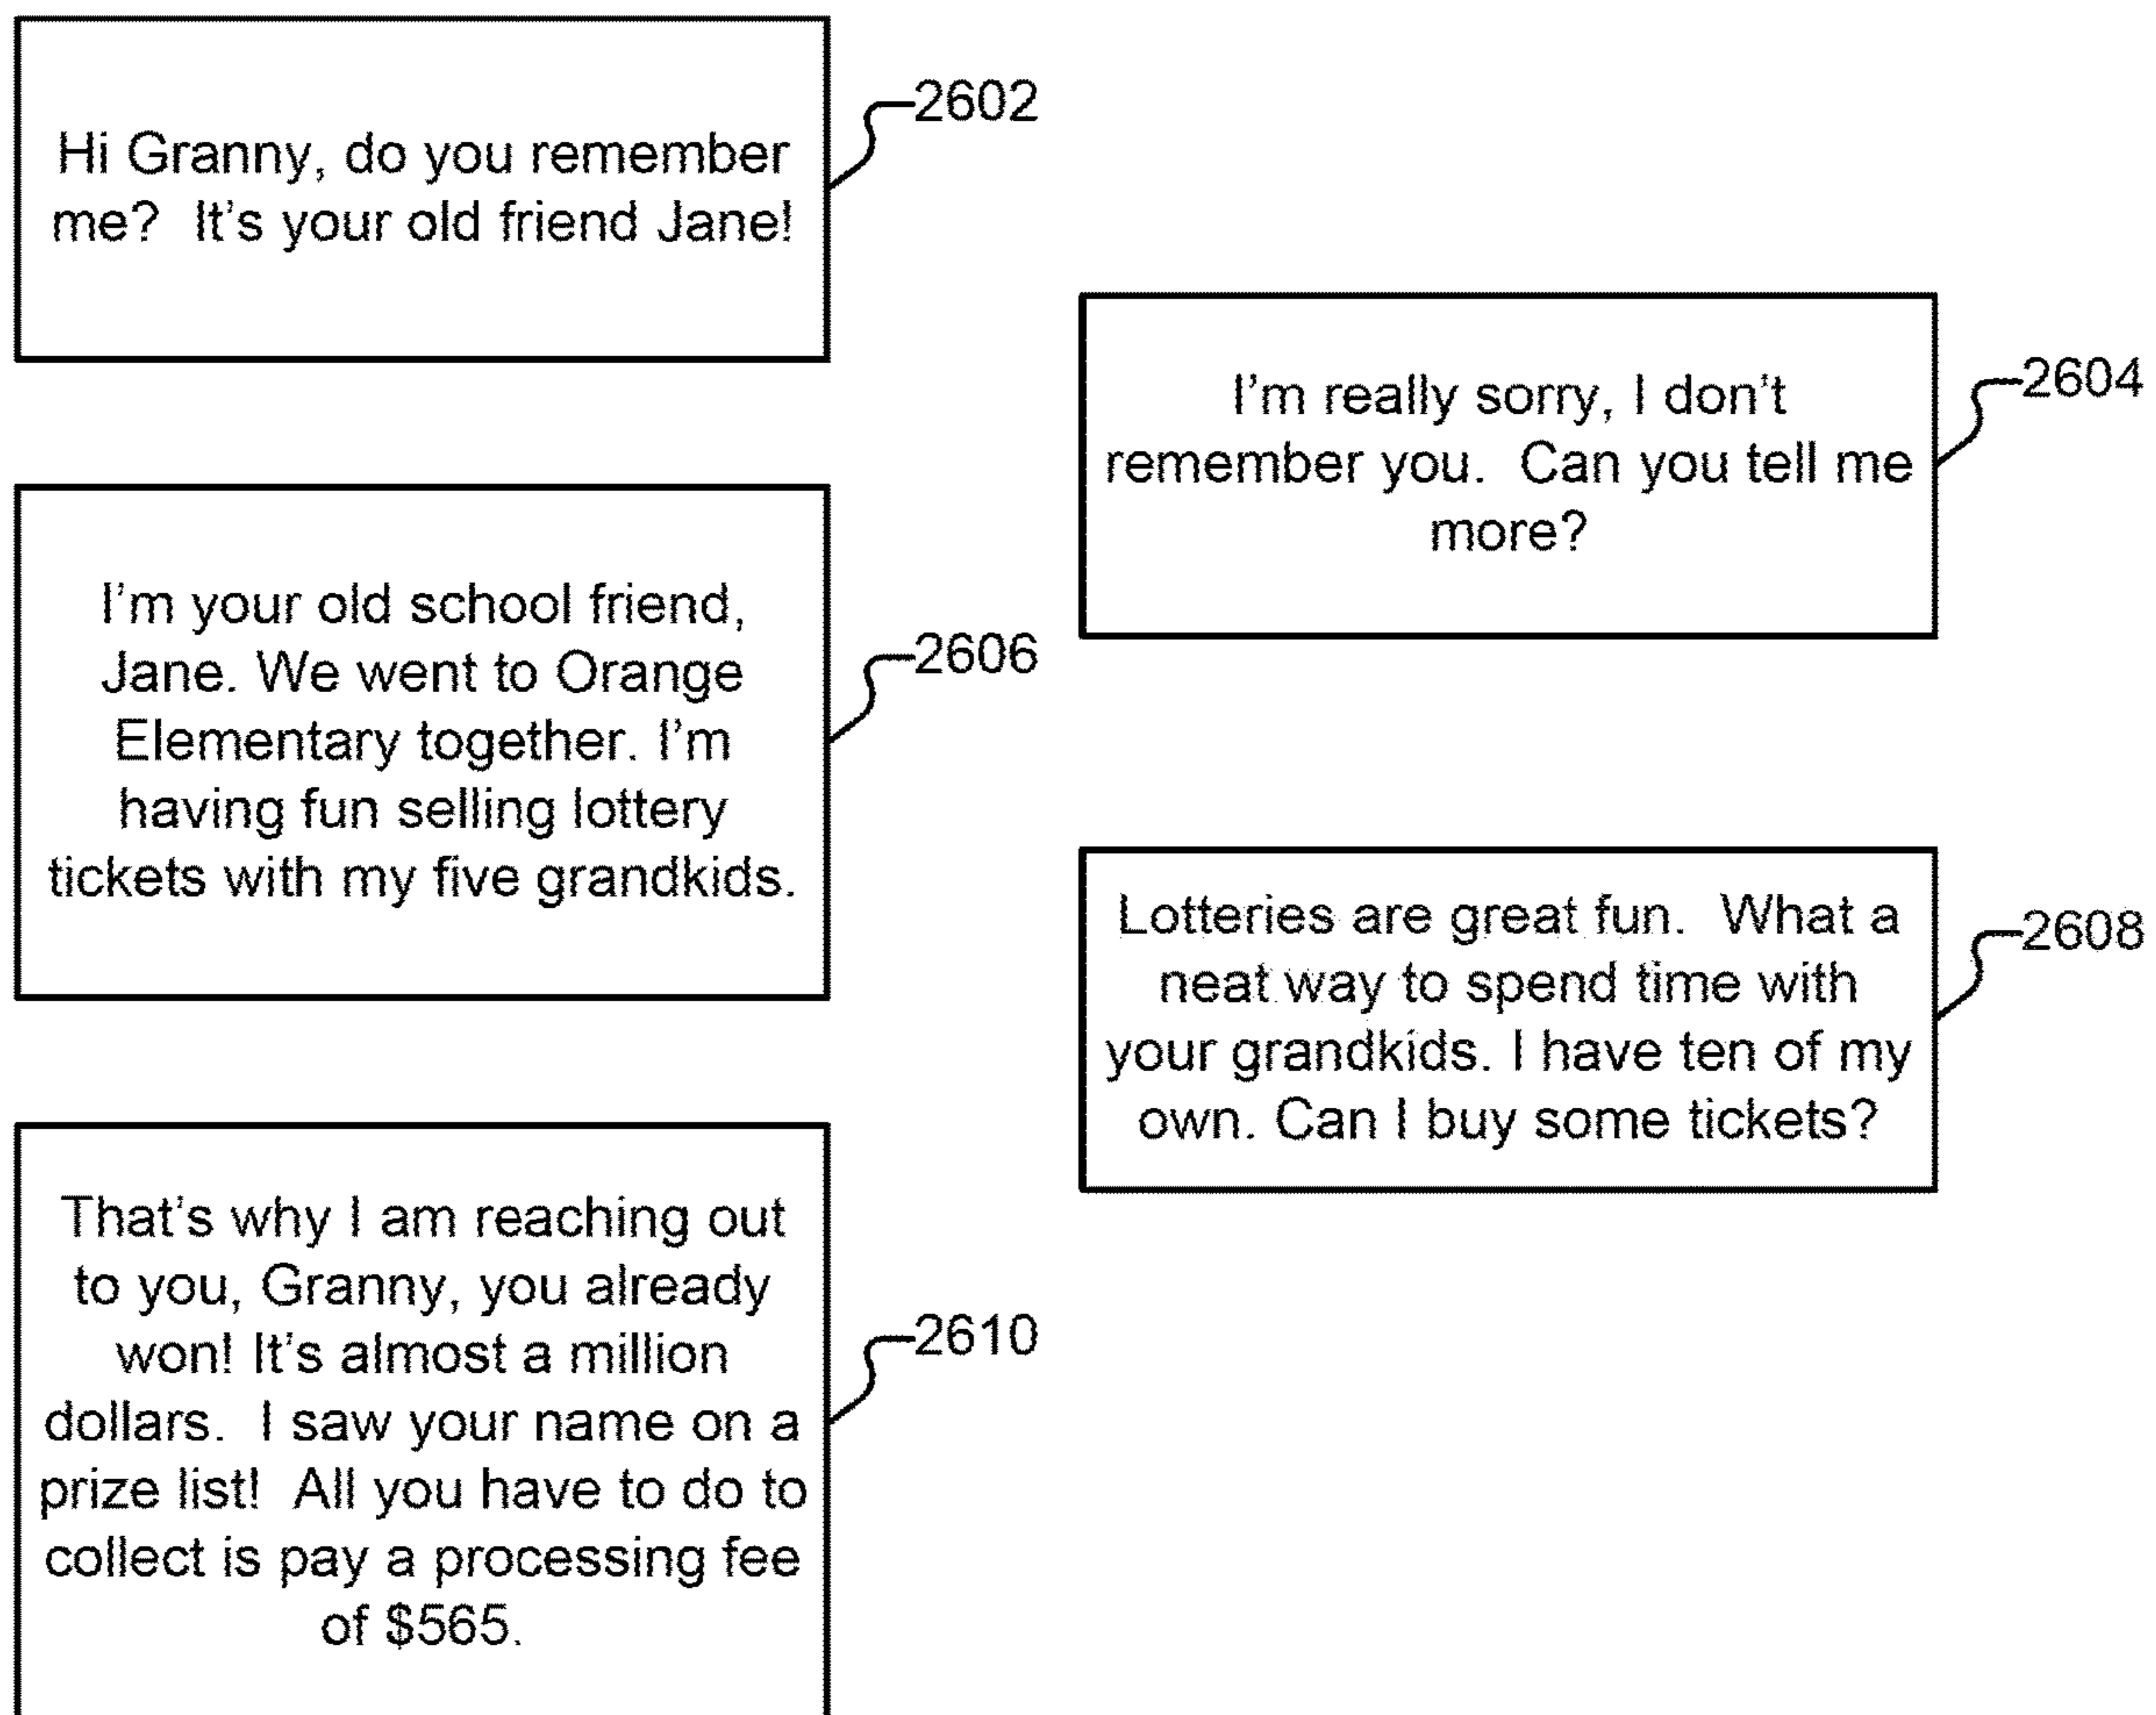 Hi Granny, do you remember
me?  It's your old friend Jane!
2602
I'm really sorry, I don't
remember you.  Can you tell me
more?
2604
I'm your old school friend,
Jane. We went to Orange
Elementary together. I'm
having fun selling lottery
tickets with my five grandkids.
2606
Lotteries are great fun.  What a
neat way to spend time with
your grandkids. I have ten of my
own. Can I buy some tickets?
2608
That's why I am reaching out
to you, Granny, you already
won! It's almost a million
dollars.  I saw your name on a
prize list!  All you have to do to
collect is pay a processing fee
of $565.
2610